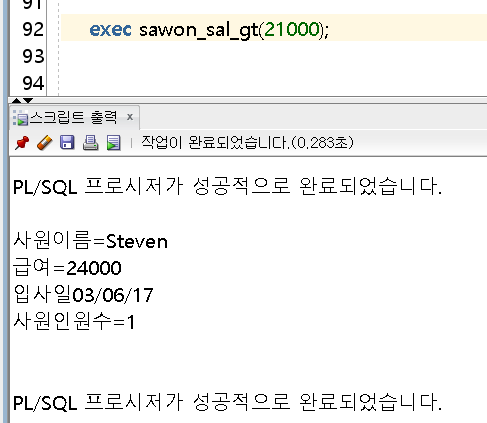 91
92 exec sawon_sal_gt(21000);
93
94
스크립트 출력 x
작업이 완료되었습니다.(0,283초)
PL/SQL 프로시저가 성공적으로 완료되었습니다.
사원이름=Steven
급여=24000
입사일03/06/17
사원인원수=1
PL/SQL 프로시저가 성공적으로 완료되었습니다.